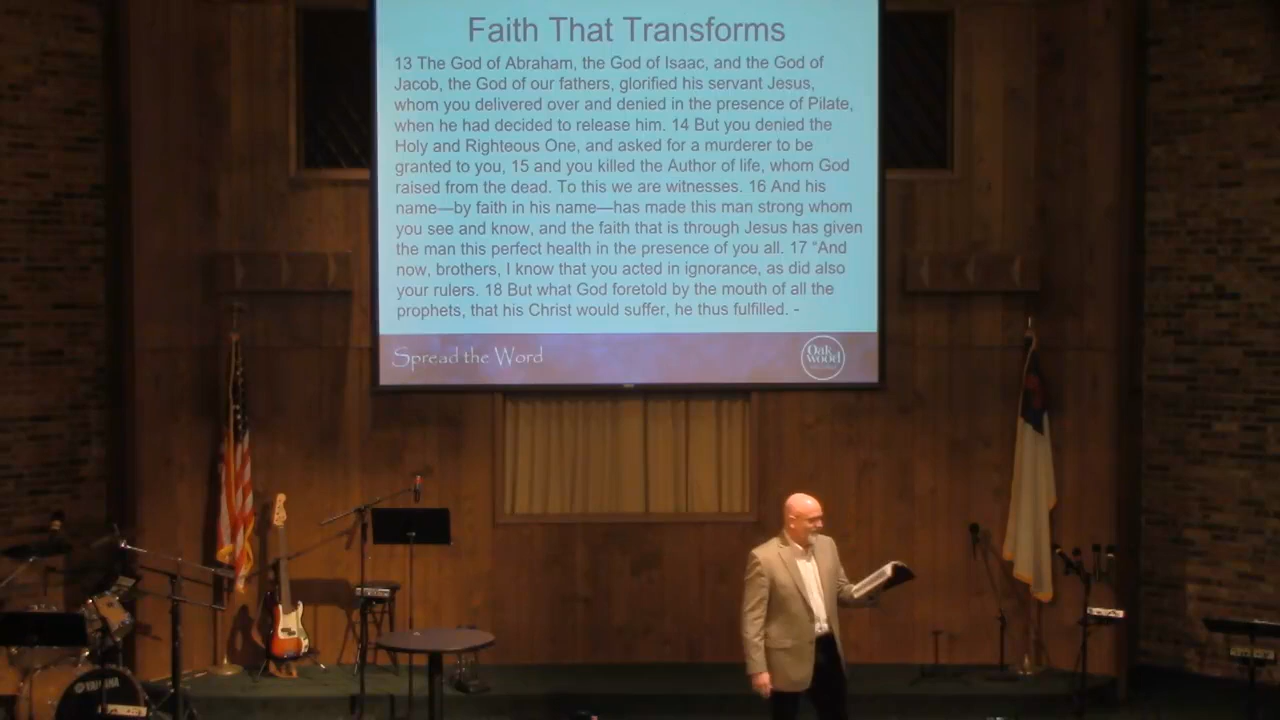 Faith That Transforms
13 The God of Abraham, the God of Isaac, and the God of
Jacob, the God of our fathers, glorified his servant Jesus,
whom you delivered over and denied in the presence of Pilate,
when he had decided to release him. 14 But you denied the
Holy and Righteous One, and asked for a murderer to be
granted to you, 15 and you killed the Author of life, whom God
raised from the dead. To this we are witnesses. 16 And his
name—by faith in his name—has made this man strong whom
you see and know, and the faith that is through Jesus has given
the man this perfect health in the presence of you all. 17 “And
now, brothers, I know that you acted in ignorance, as did also
your rulers. 18 But what God foretold by the mouth of all the
prophets, that his Christ would suffer, he thus fulfilled. -
Spread the Word
Oak
wood
YAMAHA